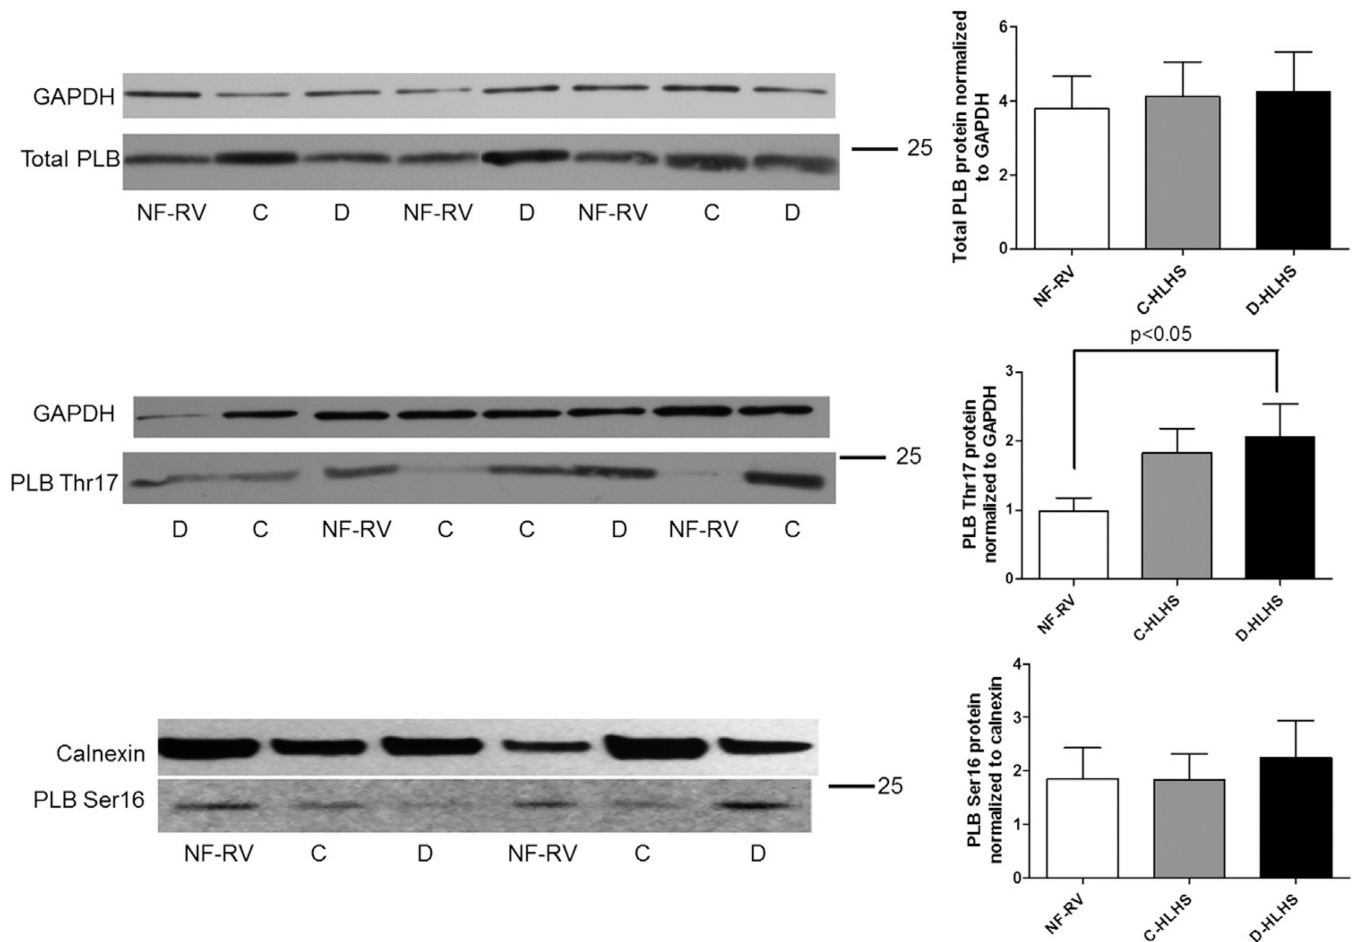 GAPDH
Total PLB
25
NF-RV C D NF-RV D NF-RV C D
Total PLB protein normalized
to GAPDH
6
4
2
0
NF-RV C-HLHS D-HLHS
GAPDH
PLB Thr17
25
D C NF-RV C C D NF-RV C
p<0.05
PLB Thr17 protein
normalized to GAPDH
3
2
1
0
NF-RV C-HLHS D-HLHS
Calnexin
PLB Ser16
25
NF-RV C D NF-RV C D
PLB Ser16 protein
normalized to calnexin
4
3
2
1
0
NF-RV C-HLHS D-HLHS